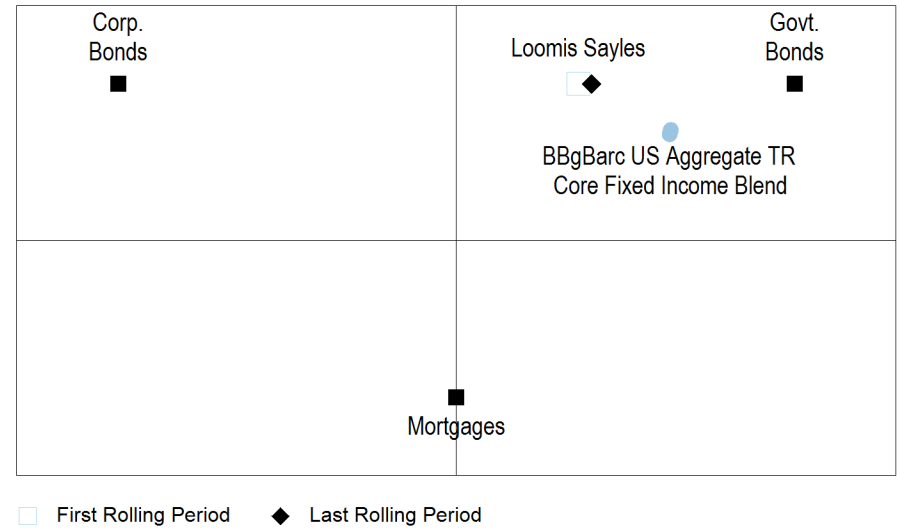 Corp.
Bonds
Loomis Sayles
Govt.
Bonds
BBgBarc US Aggregate TR
Core Fixed Income Blend
Mortgages
First Rolling Period
Last Rolling Period